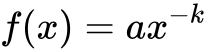 f(x) = ax^{-k}